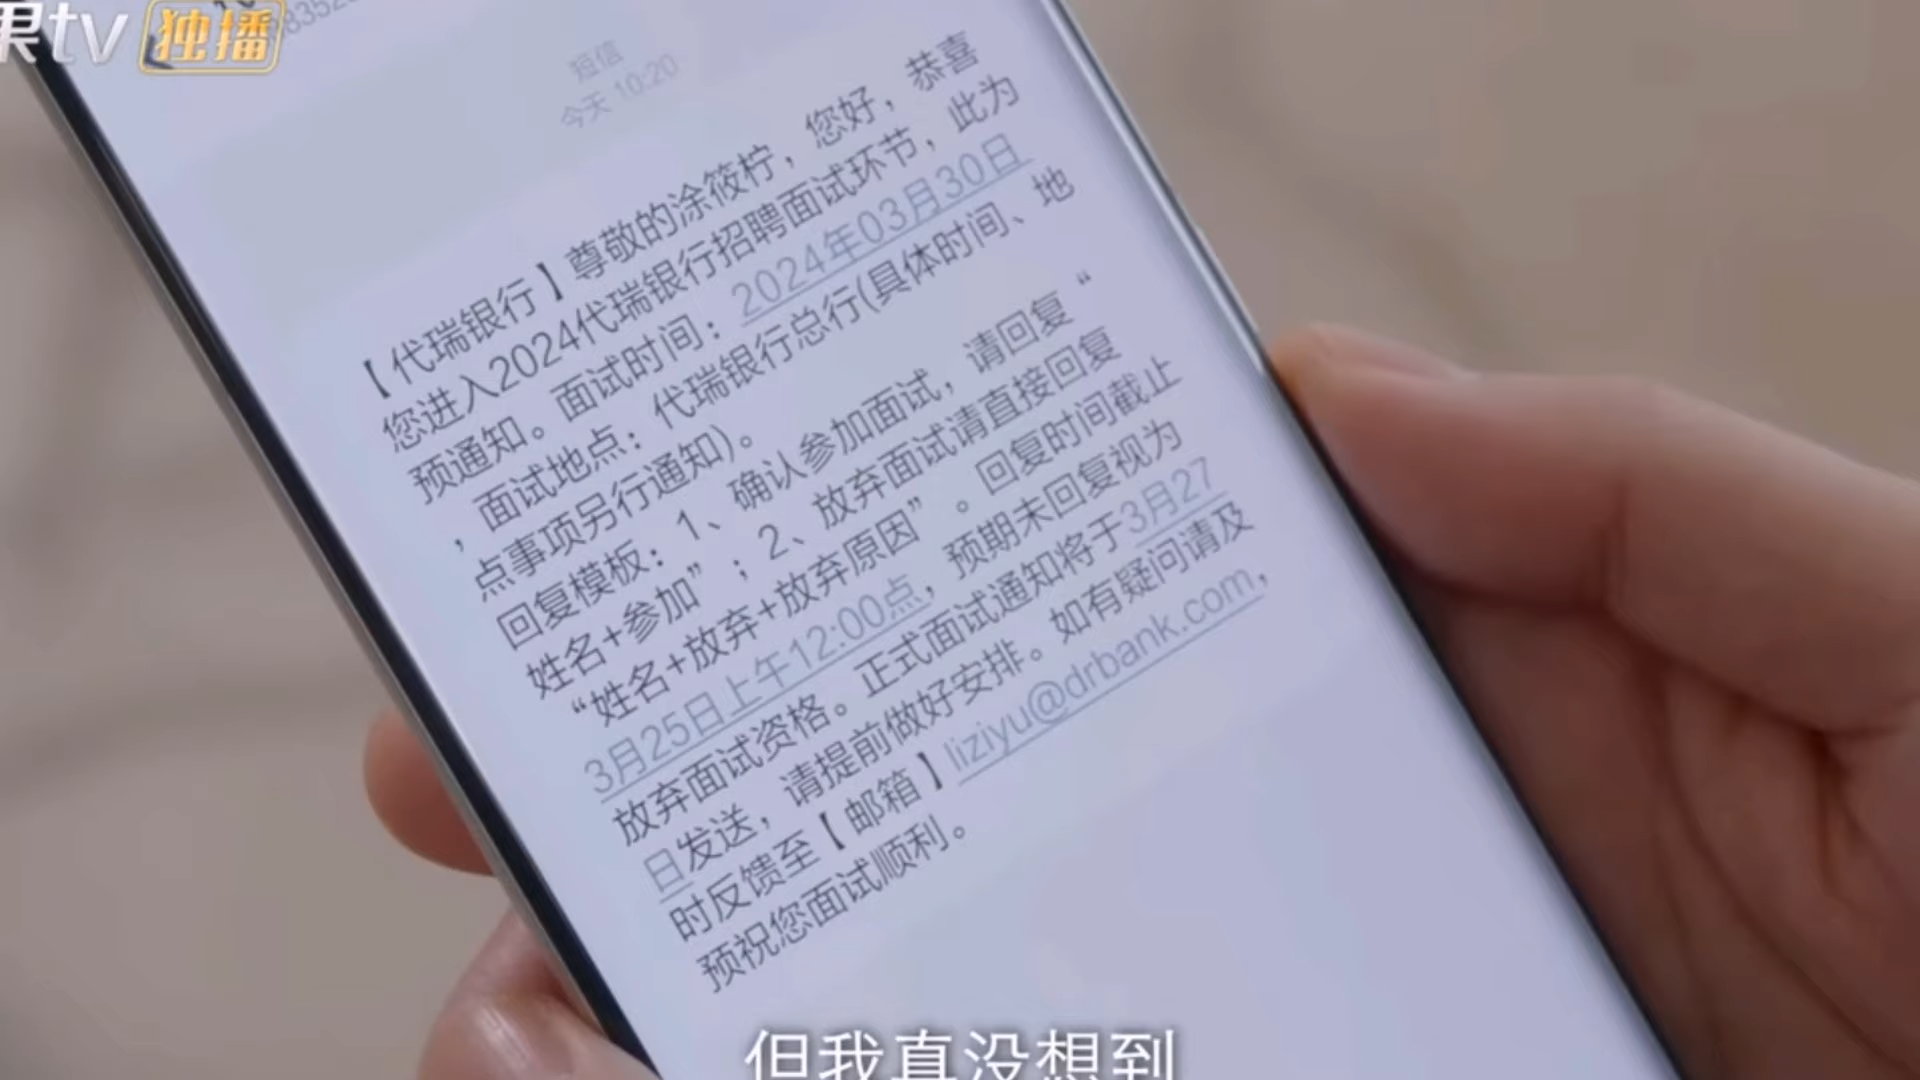 果tv 独播
短信
今天 10:20
【代瑞银行】尊敬的涂筱柠，您好，恭喜
您进入2024代瑞银行招聘面试环节，此为
预通知。面试时间：2024年03月30日
，面试地点：代瑞银行总行(具体时间、地
点事项另行通知)。
回复模板：1、确认参加面试，请回复“
姓名+参加”；2、放弃面试请直接回复
“姓名+放弃+放弃原因”。回复时间截止
3月25日上午12:00点，预期未回复视为
放弃面试资格。正式面试通知将于3月27
日发送，请提前做好安排。如有疑问请及
时反馈至【邮箱】liziyu@drbank.com，
预祝您面试顺利。
但我真没想到